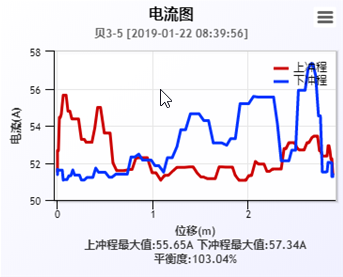 电流图
贝3-5 [2019-01-22 08:39:56]
上冲程
下冲程
电流(A)
58
56
54
52
50
0
1
2
位移(m)
上冲程最大值:55.65A 下冲程最大值:57.34A
平衡度:103.04%